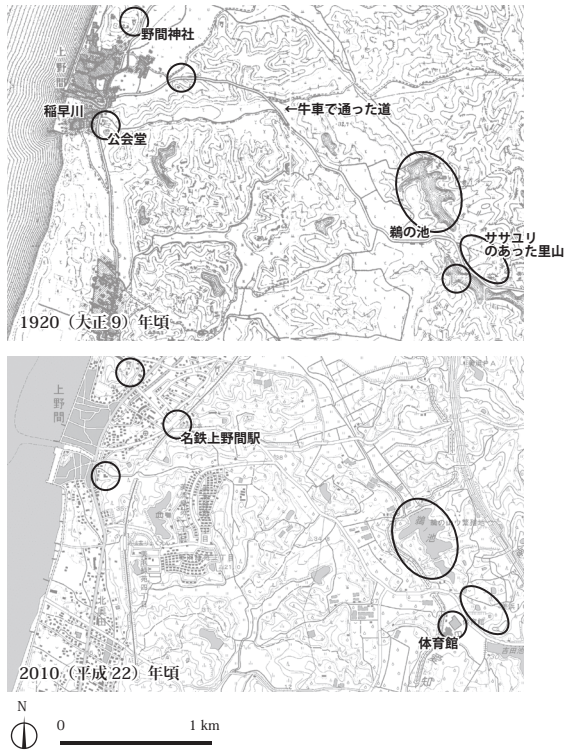 野間神社
上野間
稲早川
公会堂
←牛車で通った道
鵜の池
ササユリ
のあった里山
1920（大正 9）年頃
上野間
名鉄上野間駅
体育館
2010（平成 22）年頃
N
0
1 km